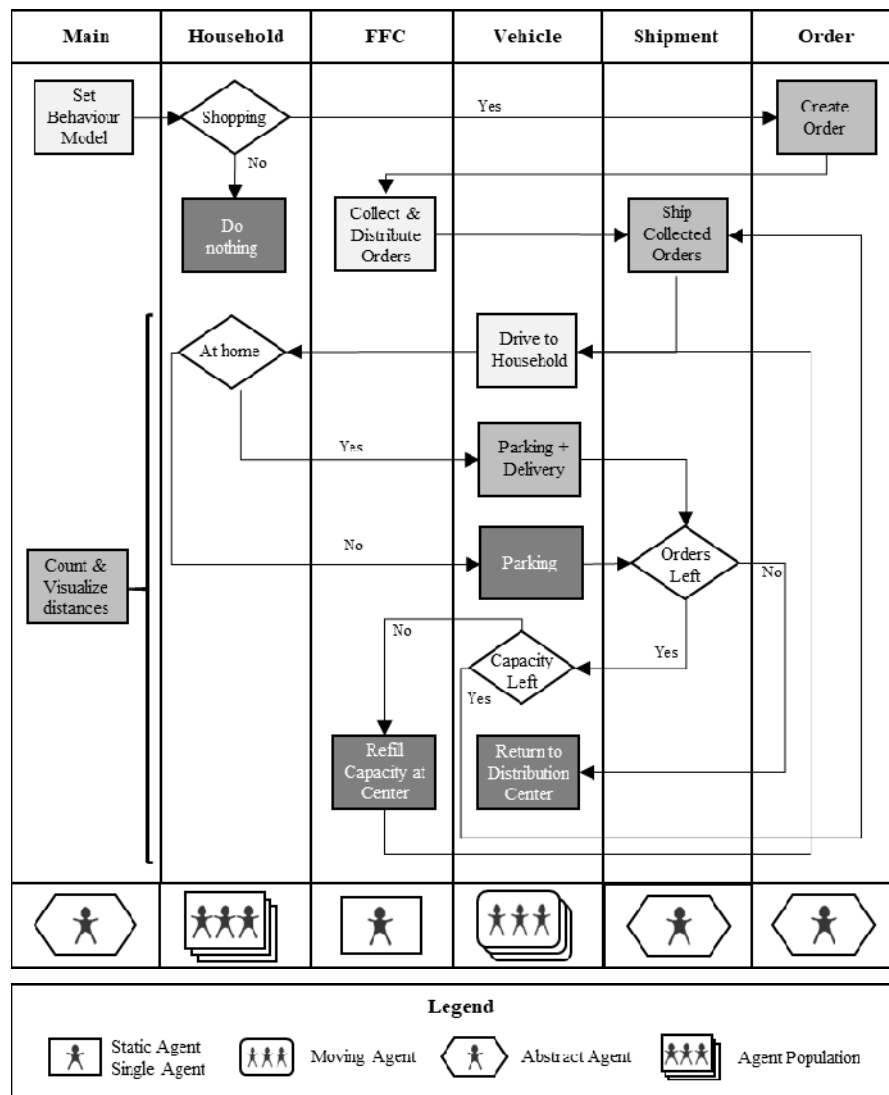 Main
Household
FFC
Vehicle
Shipment
Order
Set
Behaviour
Model
Shopping
Yes
Create
Order
No
Do
nothing
Collect &
Distribute
Orders
Ship
Collected
Orders
At home
Drive to
Household
Yes
Parking +
Delivery
No
Parking
Orders
Left
No
Count &
Visualize
distances
No
Capacity
Left
Yes
Yes
Refill
Capacity at
Center
Return to
Distribution
Center
Legend
Static Agent
Single Agent
Moving Agent
Abstract Agent
Agent Population